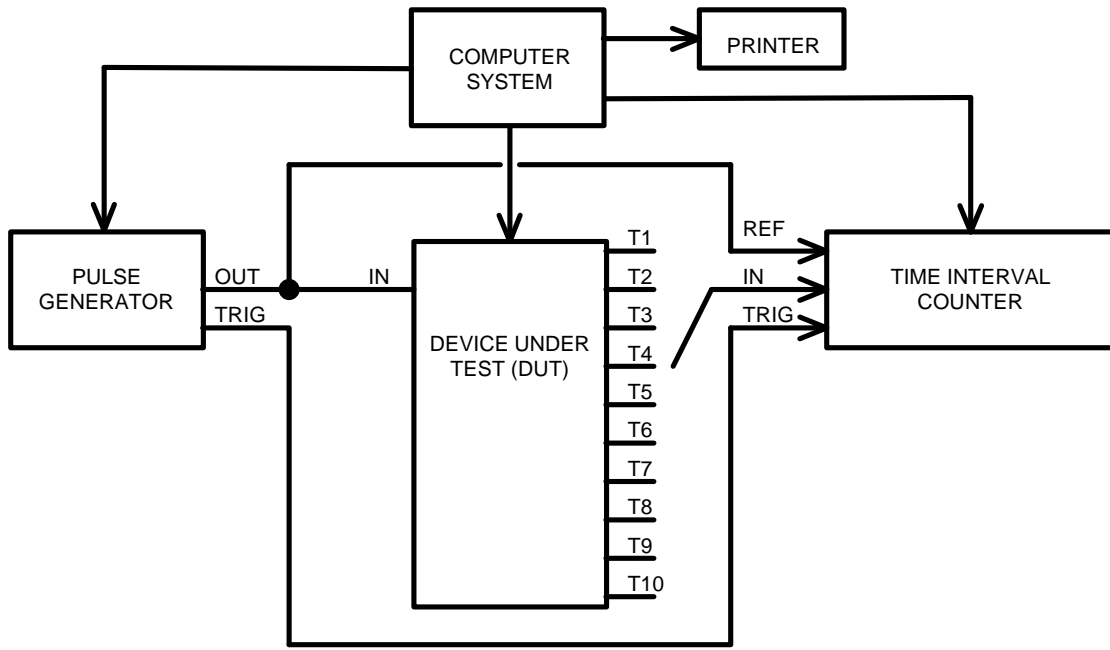 COMPUTER
SYSTEM
PRINTER
PULSE
GENERATOR
OUT
TRIG
IN
DEVICE UNDER
TEST (DUT)
T1
T2
T3
T4
T5
T6
T7
T8
T9
T10
REF
IN
TRIG
TIME INTERVAL
COUNTER